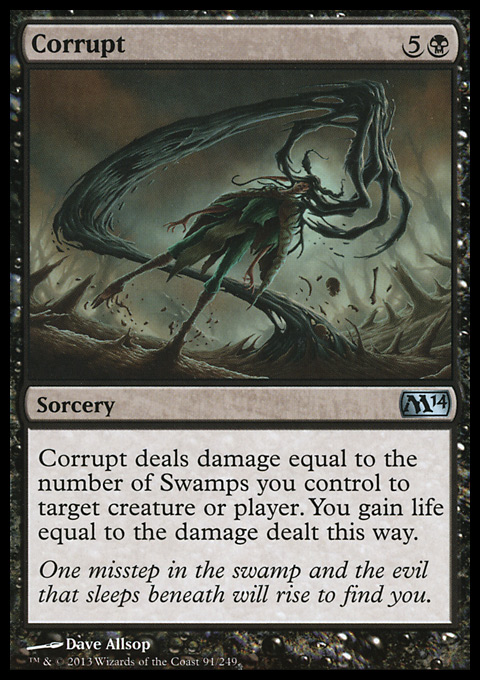 Corrupt 5
Sorcery M14
Corrupt deals damage equal to the
number of Swamps you control to
target creature or player. You gain life
equal to the damage dealt this way.
One misstep in the swamp and the evil
that sleeps beneath will rise to find you.
Dave Allsop
™ & © 2013 Wizards of the Coast 94/249